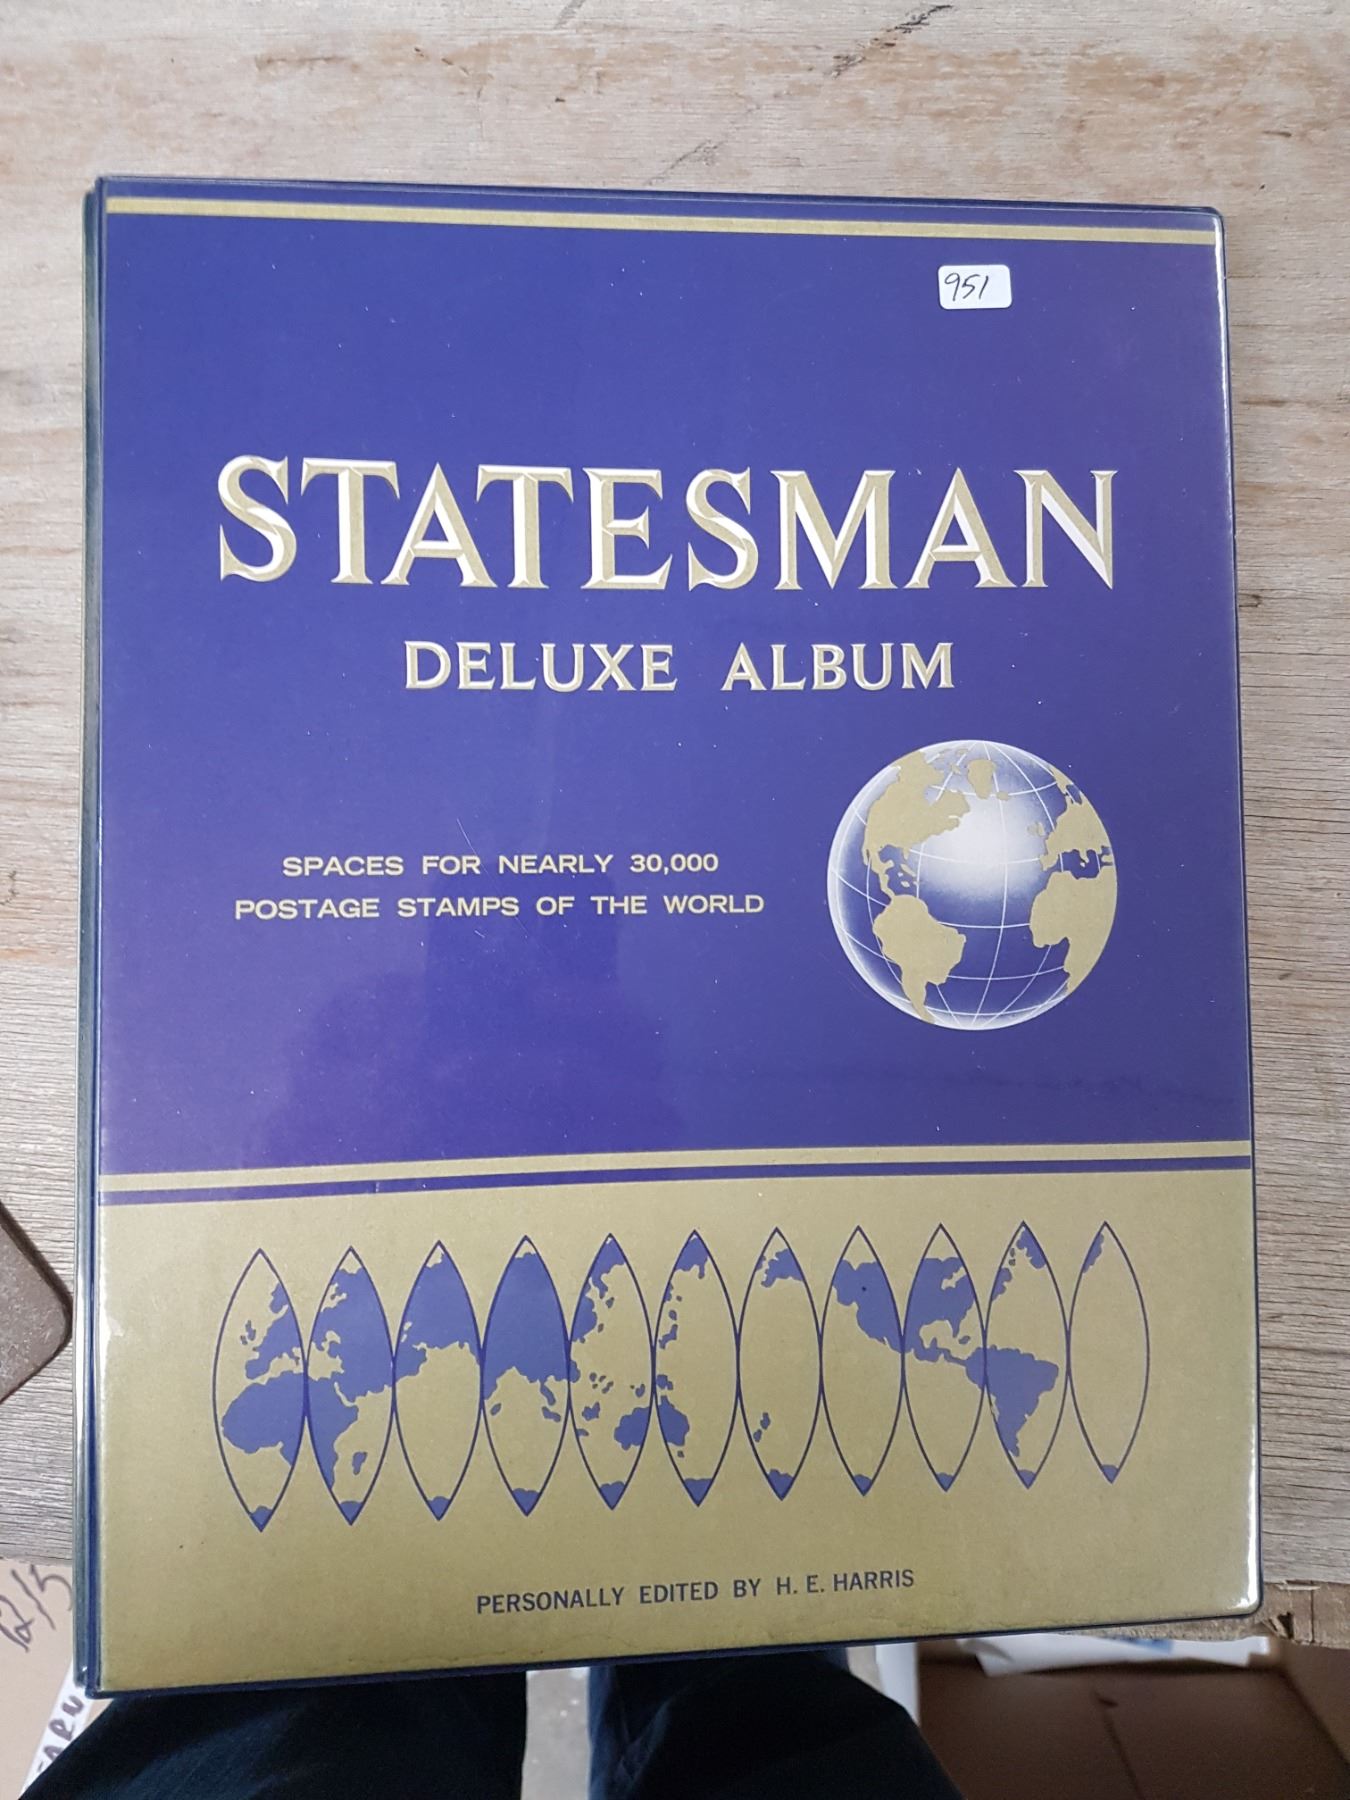 951
STATESMAN
DELUXE ALBUM
SPACES FOR NEARLY 30,000
POSTAGE STAMPS OF THE WORLD
PERSONALLY EDITED BY H. E. HARRIS